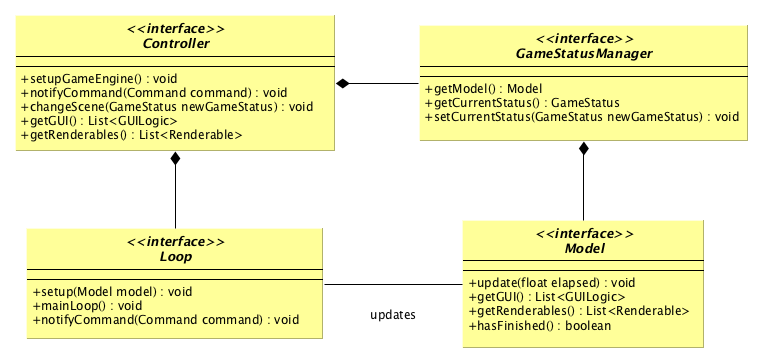 <<interface>>
Controller
+setupGameEngine() : void
+notifyCommand(Command command) : void
+changeScene(GameStatus newGameStatus) : void
+getGUI() : List<GUILogic>
+getRenderables() : List<Renderable>
<<interface>>
GameStatusManager
+getModel() : Model
+getCurrentStatus() : GameStatus
+setCurrentStatus(GameStatus newGameStatus) : void
<<interface>>
Loop
+setup(Model model) : void
+mainLoop() : void
+notifyCommand(Command command) : void
updates
<<interface>>
Model
+update(float elapsed) : void
+getGUI() : List<GUILogic>
+getRenderables() : List<Renderable>
+hasFinished() : boolean